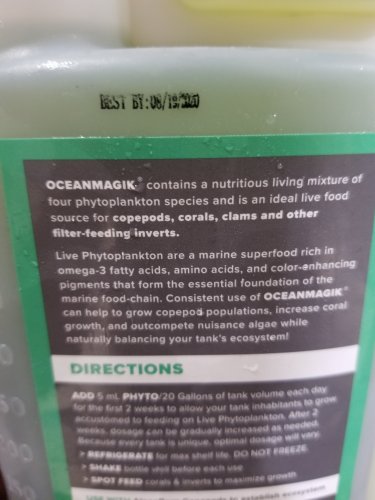 BEST BY:08/19/2020
OCEANMAGIK® contains a nutritious living mixture of
four phytoplankton species and is an ideal live food
source for copepods, corals, clams and other
filter-feeding inverts.
Live Phytoplankton are a marine superfood rich in
omega-3 fatty acids, amino acids, and color-enhancing
pigments that form the essential foundation of the
marine food-chain. Consistent use of OCEANMAGIK®
can help to grow copepod populations, increase coral
growth, and outcompete nuisance algae while
naturally balancing your tank's ecosystem!
DIRECTIONS
ADD 5 mL PHYTO/20 Gallons of tank volume each day
for the first 2 weeks to allow your tank inhabitants to grow
accustomed to feeding on Live Phytoplankton. After 2
weeks, dosage can be gradually increased as needed.
Because every tank is unique, optimal dosage will vary.
> REFRIGERATE for max shelf life. DO NOT FREEZE.
> SHAKE bottle well before each use
> SPOT FEED corals & inverts to maximize growth